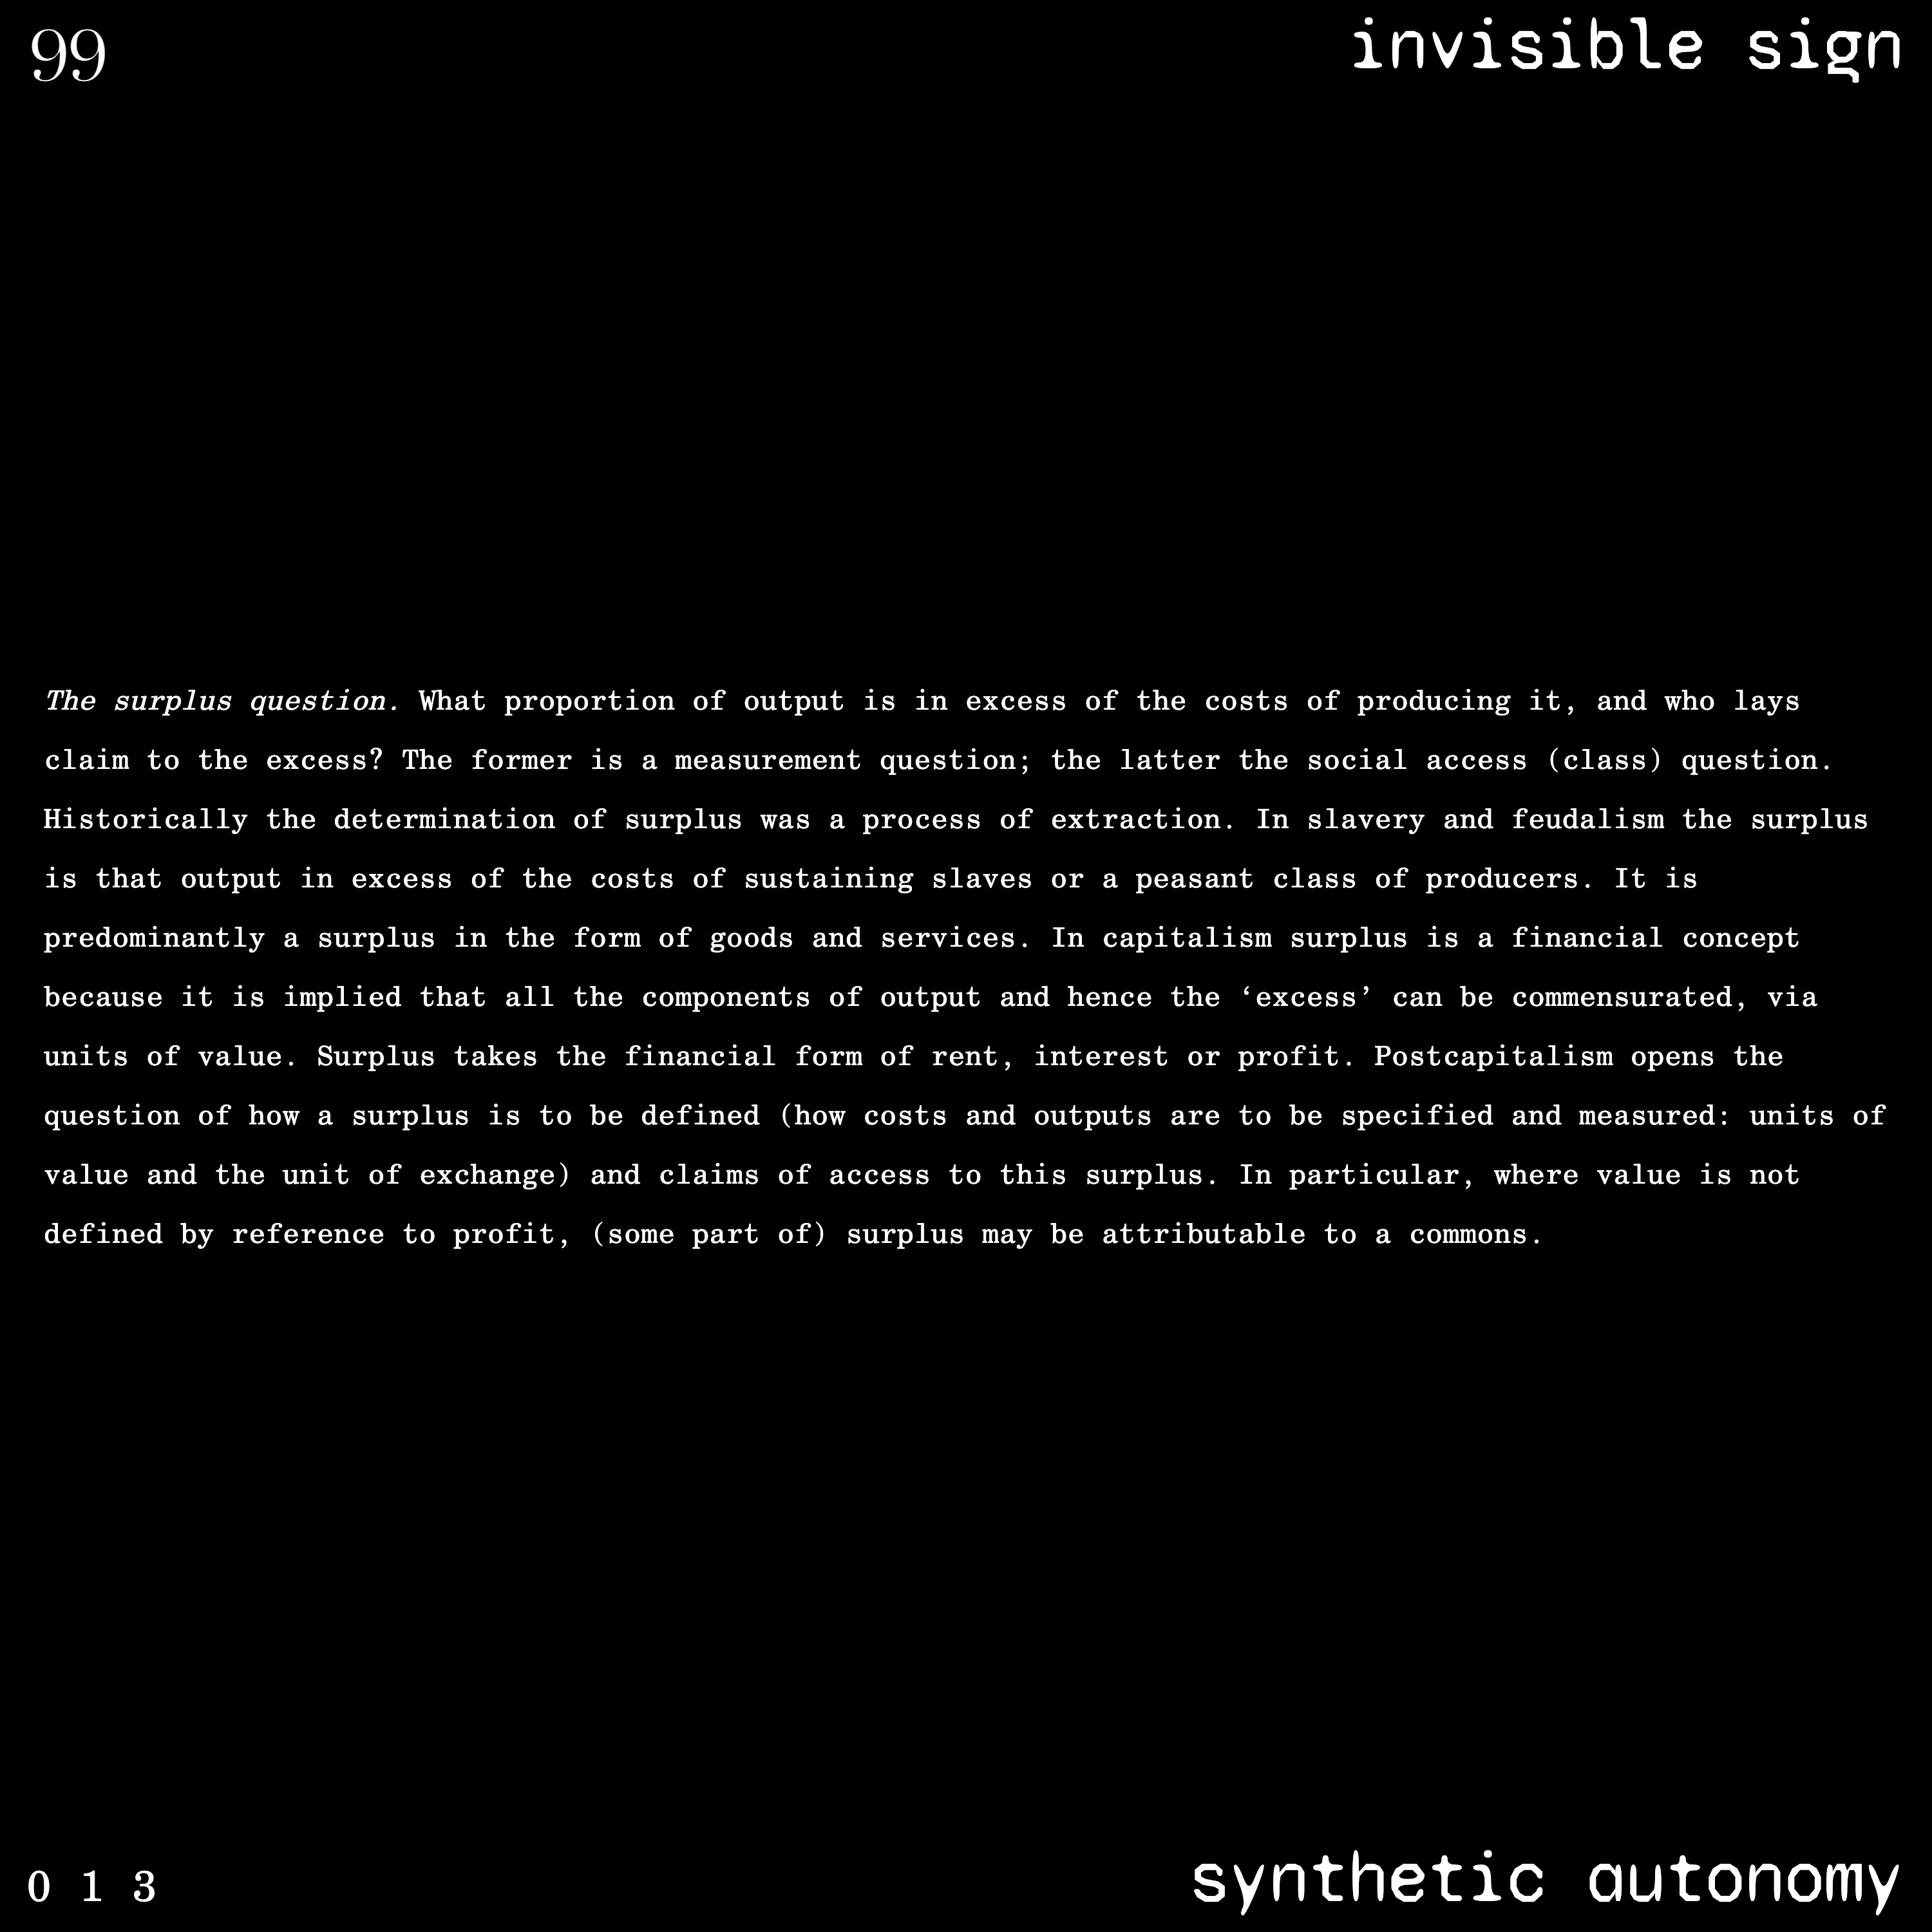 99
invisible sign
The surplus question. What proportion of output is in excess of the costs of producing it, and who lays
claim to the excess? The former is a measurement question; the latter the social access (class) question.
Historically the determination of surplus was a process of extraction. In slavery and feudalism the surplus
is that output in excess of the costs of sustaining slaves or a peasant class of producers. It is
predominantly a surplus in the form of goods and services. In capitalism surplus is a financial concept
because it is implied that all the components of output and hence the ‘excess’ can be commensurated, via
units of value. Surplus takes the financial form of rent, interest or profit. Postcapitalism opens the
question of how a surplus is to be defined (how costs and outputs are to be specified and measured: units of
value and the unit of exchange) and claims of access to this surplus. In particular, where value is not
defined by reference to profit, (some part of) surplus may be attributable to a commons.
0 1 3
synthetic autonomy